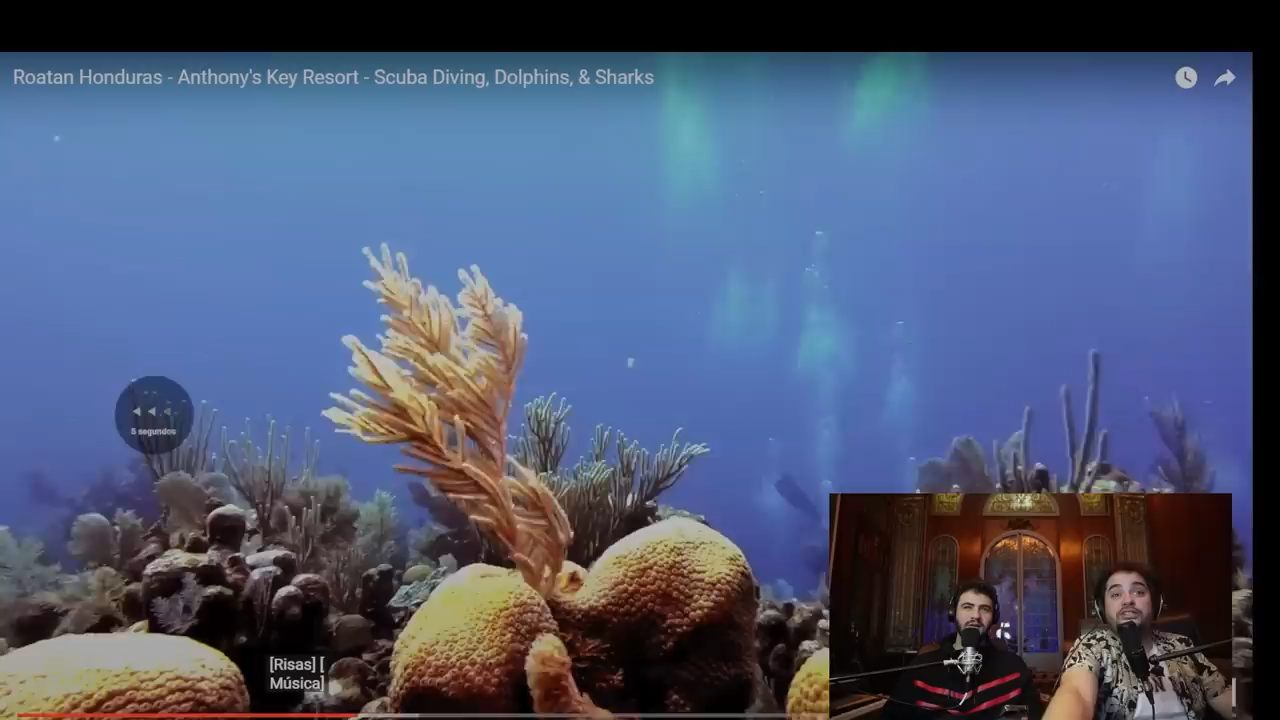 Roatan Honduras - Anthony's Key Resort - Scuba Diving, Dolphins, & Sharks
5 segundos
[Risas] [
Música]